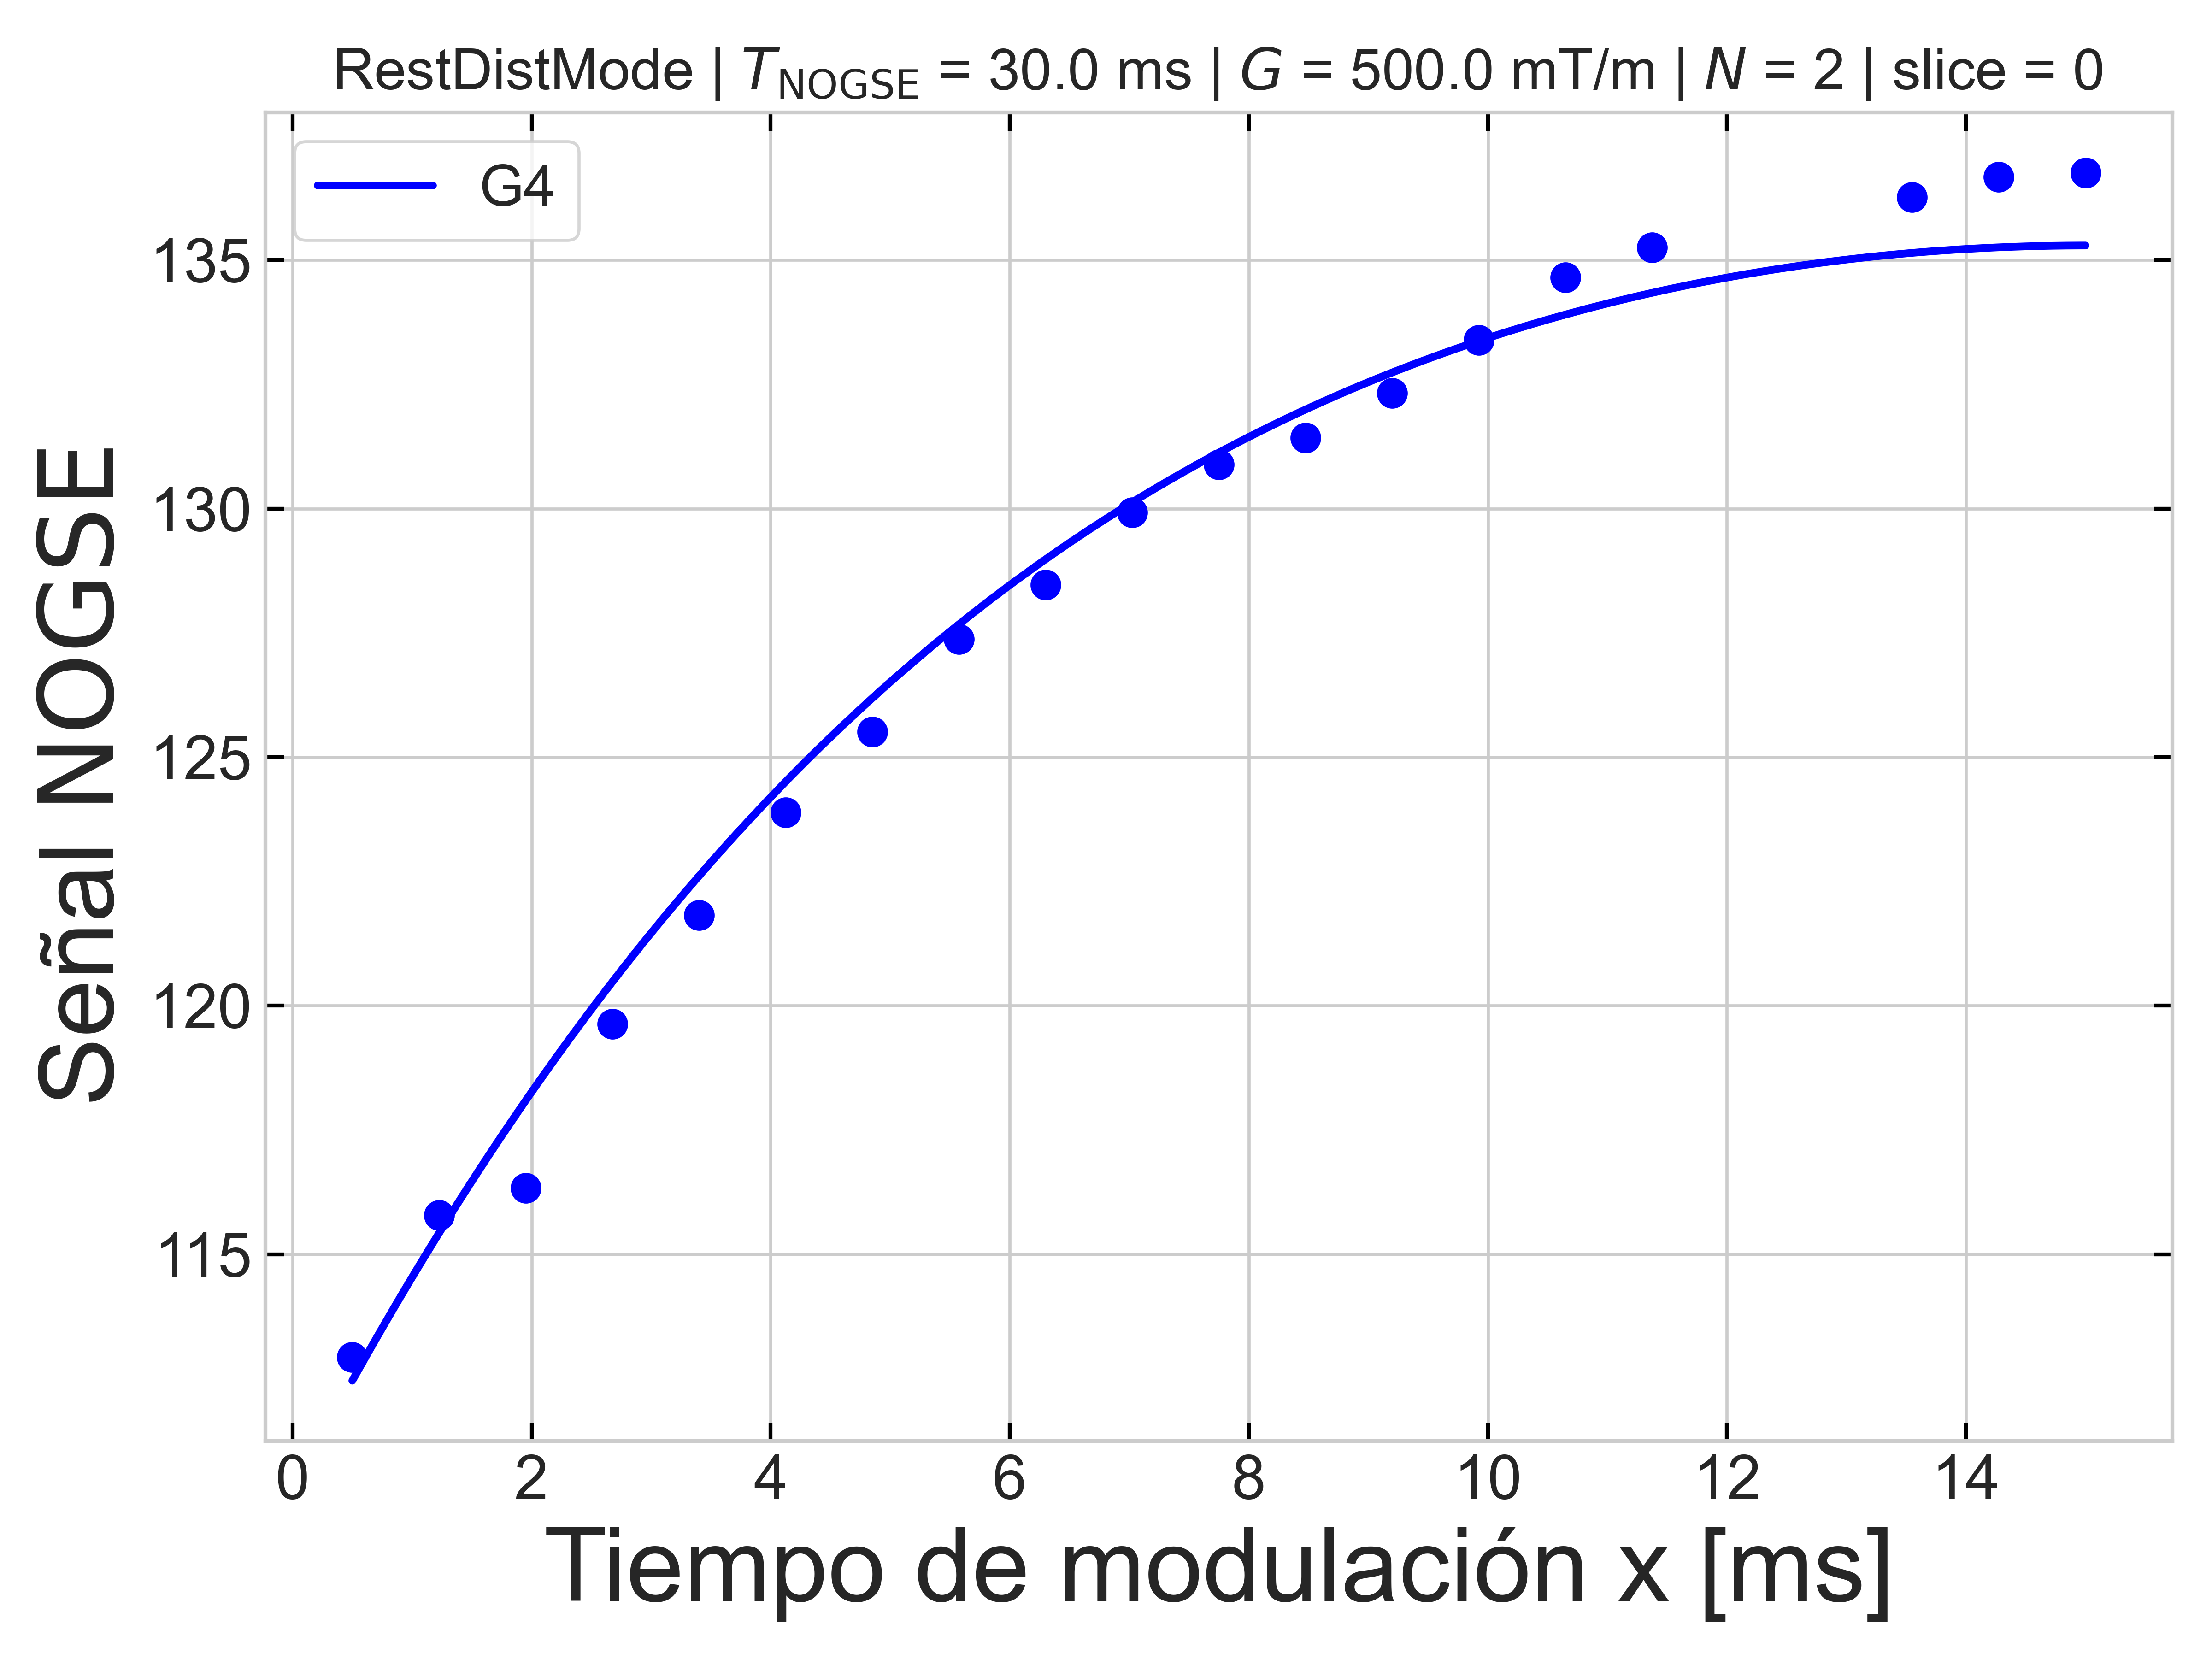 RestDistMode | T_NOGSE = 30.0 ms | G = 500.0 mT/m | N = 2 | slice = 0
G4
Señal NOGSE
135
130
125
120
115
0 2 4 6 8 10 12 14
Tiempo de modulación x [ms]